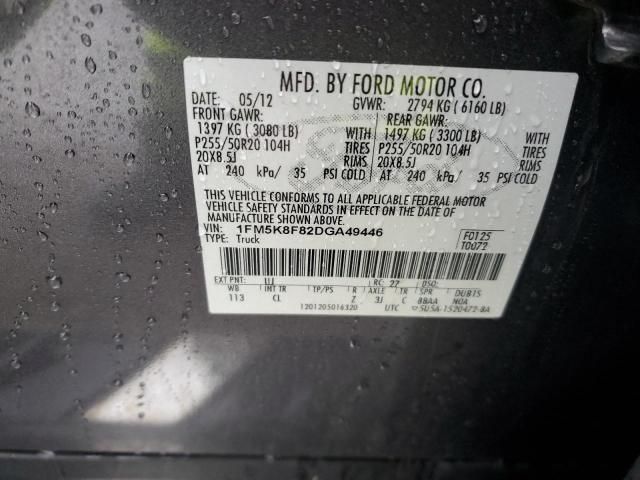 MFD. BY FORD MOTOR CO.
DATE: 05/12 GVWR: 2794 KG ( 6160 LB)
FRONT GAWR: REAR GAWR:
1397 KG ( 3080 LB) WITH 1497 KG ( 3300 LB) WITH
P255/50R20 104H TIRES P255/50R20 104H TIRES
20X8.5J RIMS 20X8.5J RIMS
AT 240 kPa/ 35 PSI COLD AT 240 kPa/ 35 PSI COLD
THIS VEHICLE CONFORMS TO ALL APPLICABLE FEDERAL MOTOR
VEHICLE SAFETY STANDARDS IN EFFECT ON THE DATE OF
MANUFACTURE SHOWN ABOVE.
VIN: 1FM5K8F82DGA49446 F0125
TYPE: Truck T0072
EXT PNT: UJ RC: 27 DSO:
WB INT TR TP/PS R AXLE TR SPR DUBTS
113 CL Z 3J C BBAA NOA
1201205016320 UTC